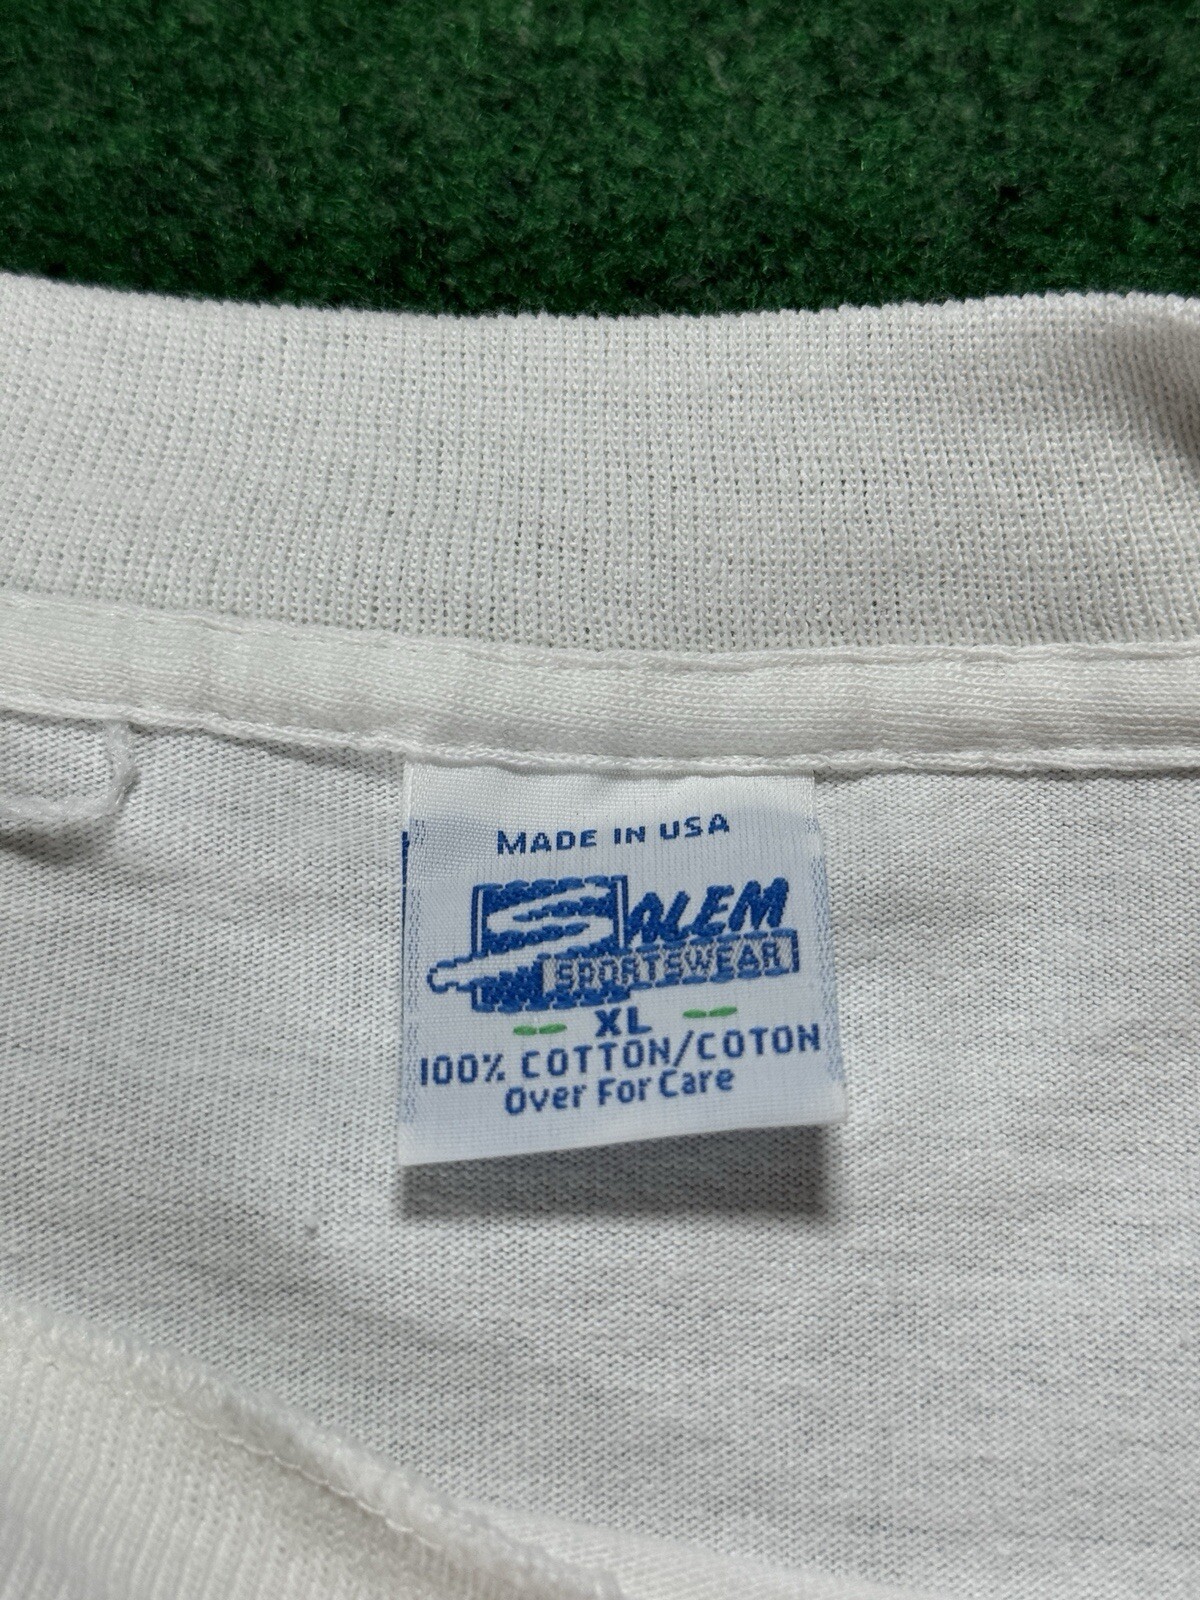 MADE IN USA
SALEM
SPORTSWEAR
XL
100% COTTON/COTON
Over For Care